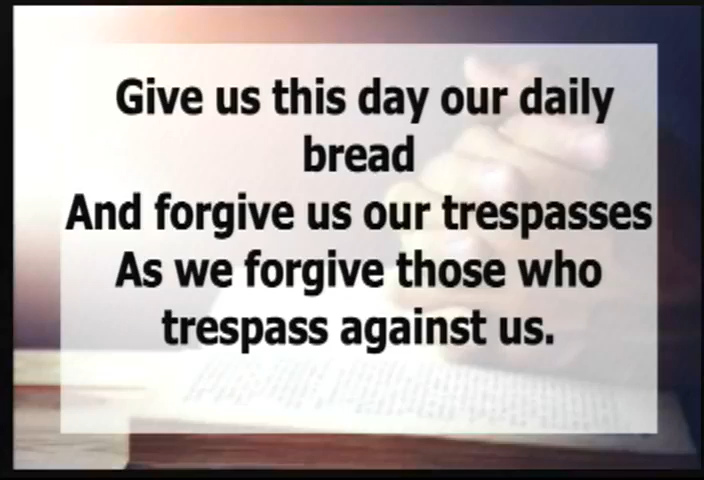 Give us this day our daily
bread
And forgive us our trespasses
As we forgive those who
trespass against us.